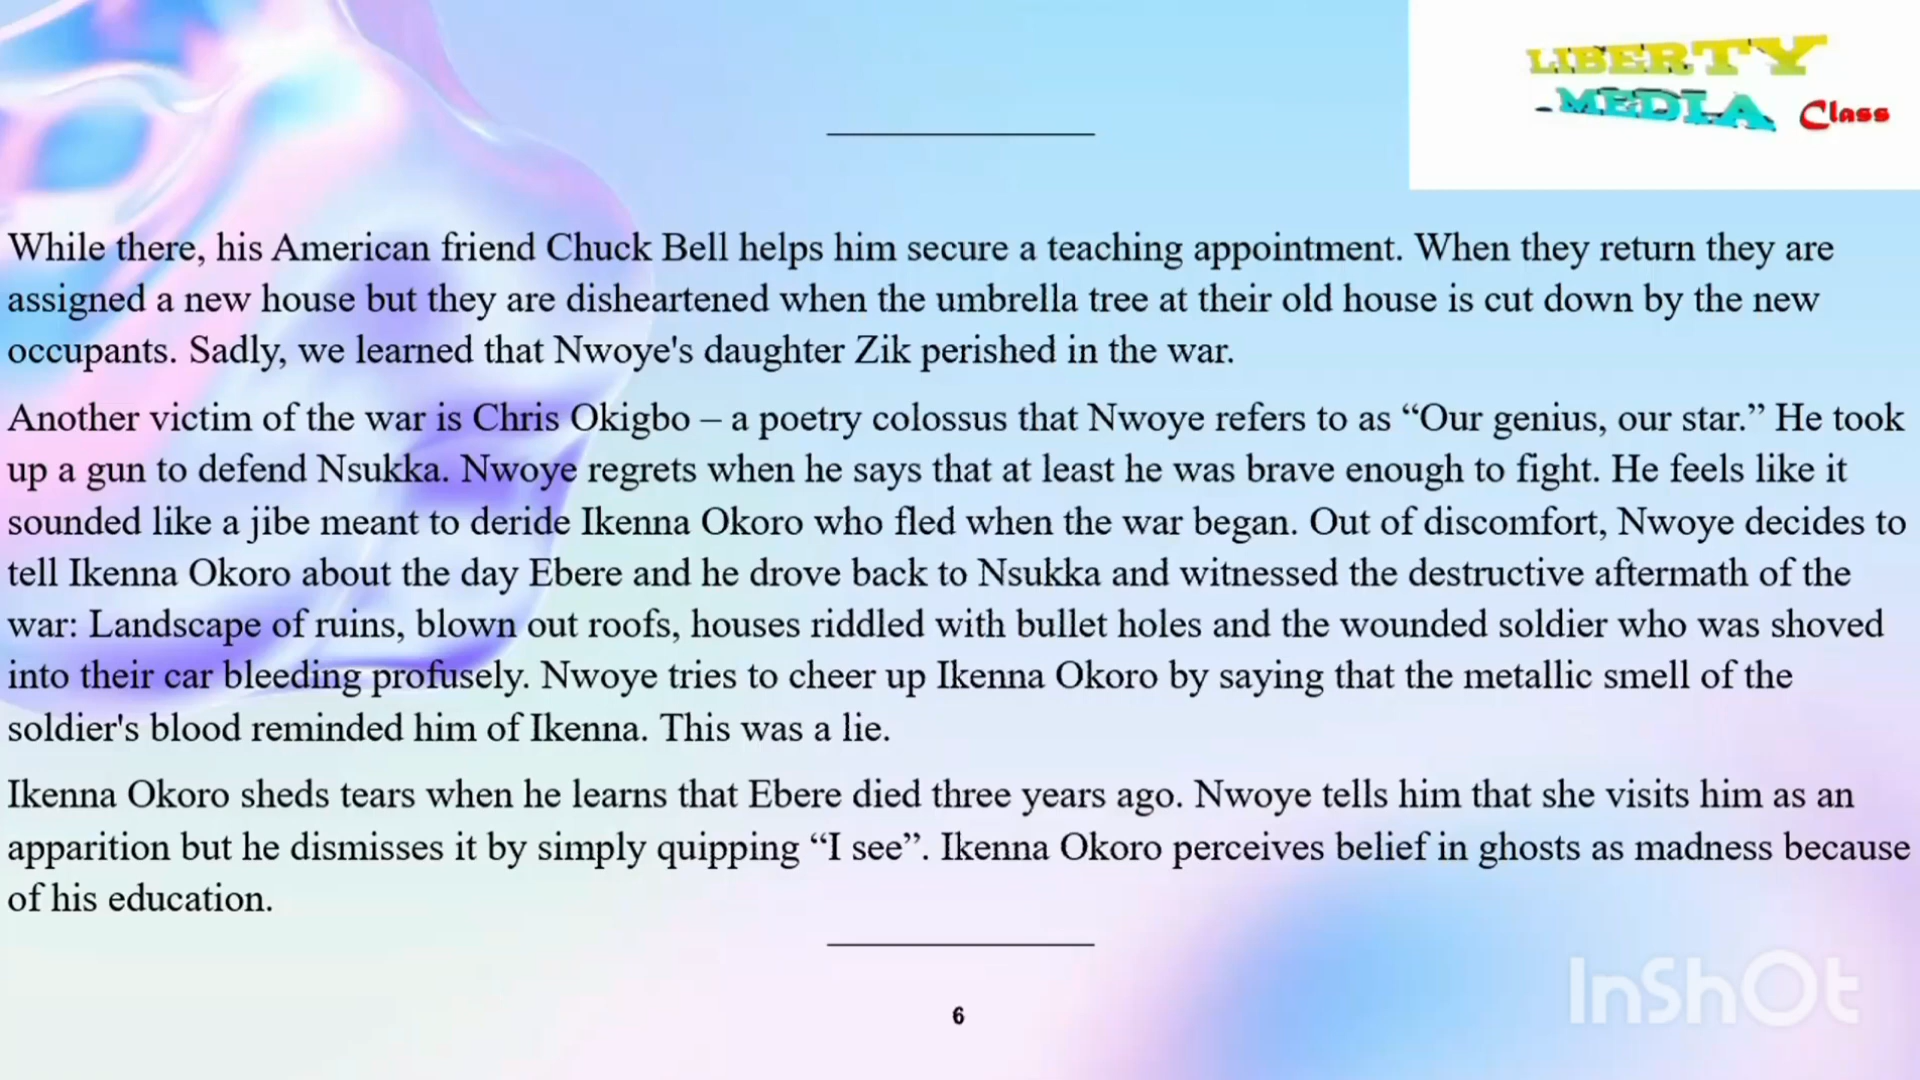 LIBERTY
-MEDIA Class
While there, his American friend Chuck Bell helps him secure a teaching appointment. When they return they are
assigned a new house but they are disheartened when the umbrella tree at their old house is cut down by the new
occupants. Sadly, we learned that Nwoye's daughter Zik perished in the war.
Another victim of the war is Chris Okigbo – a poetry colossus that Nwoye refers to as “Our genius, our star.” He took
up a gun to defend Nsukka. Nwoye regrets when he says that at least he was brave enough to fight. He feels like it
sounded like a jibe meant to deride Ikenna Okoro who fled when the war began. Out of discomfort, Nwoye decides to
tell Ikenna Okoro about the day Ebere and he drove back to Nsukka and witnessed the destructive aftermath of the
war: Landscape of ruins, blown out roofs, houses riddled with bullet holes and the wounded soldier who was shoved
into their car bleeding profusely. Nwoye tries to cheer up Ikenna Okoro by saying that the metallic smell of the
soldier's blood reminded him of Ikenna. This was a lie.
Ikenna Okoro sheds tears when he learns that Ebere died three years ago. Nwoye tells him that she visits him as an
apparition but he dismisses it by simply quipping “I see”. Ikenna Okoro perceives belief in ghosts as madness because
of his education.
6
InShOt